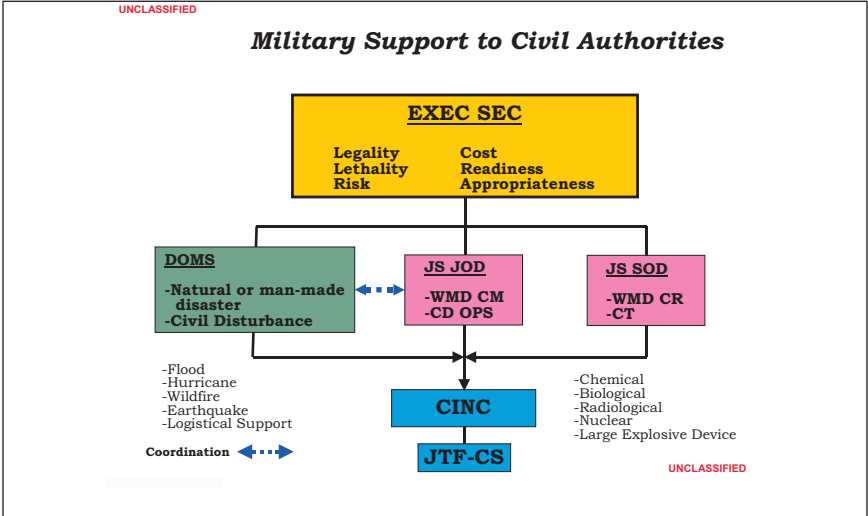 UNCLASSIFIED
Military Support to Civil Authorities
EXEC SEC
Legality Cost
Lethality Readiness
Risk Appropriateness
DOMS
-Natural or man-made
disaster
-Civil Disturbance
JS JOD
-WMD CM
-CD OPS
JS SOD
-WMD CR
-CT
-Flood
-Hurricane
-Wildfire
-Earthquake
-Logistical Support
Coordination
CINC
JTF-CS
-Chemical
-Biological
-Radiological
-Nuclear
-Large Explosive Device
UNCLASSIFIED